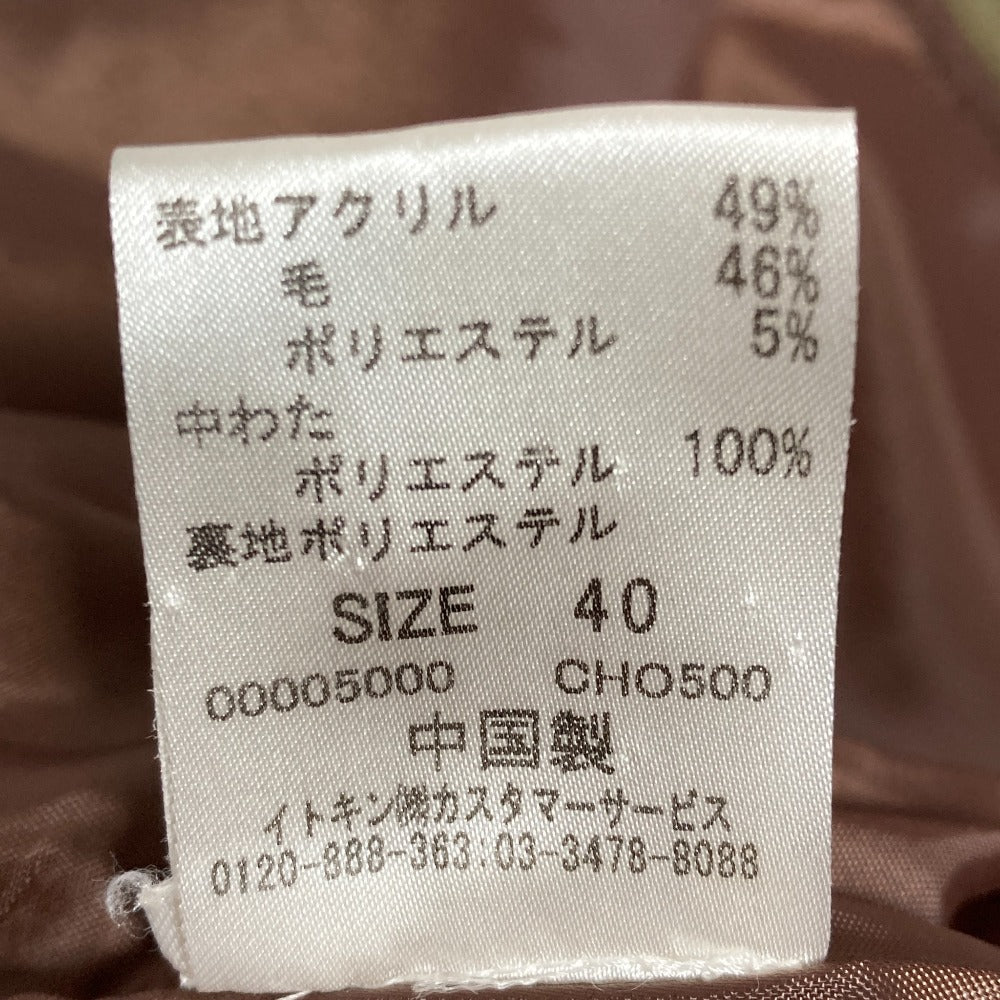 表地アクリル 49%
毛 46%
ポリエステル 5%
中わた
ポリエステル 100%
裏地ポリエステル
SIZE 40
00005000 CHO500
中国製
イトキン㈱カスタマーサービス
0120-888-363:03-3478-8088